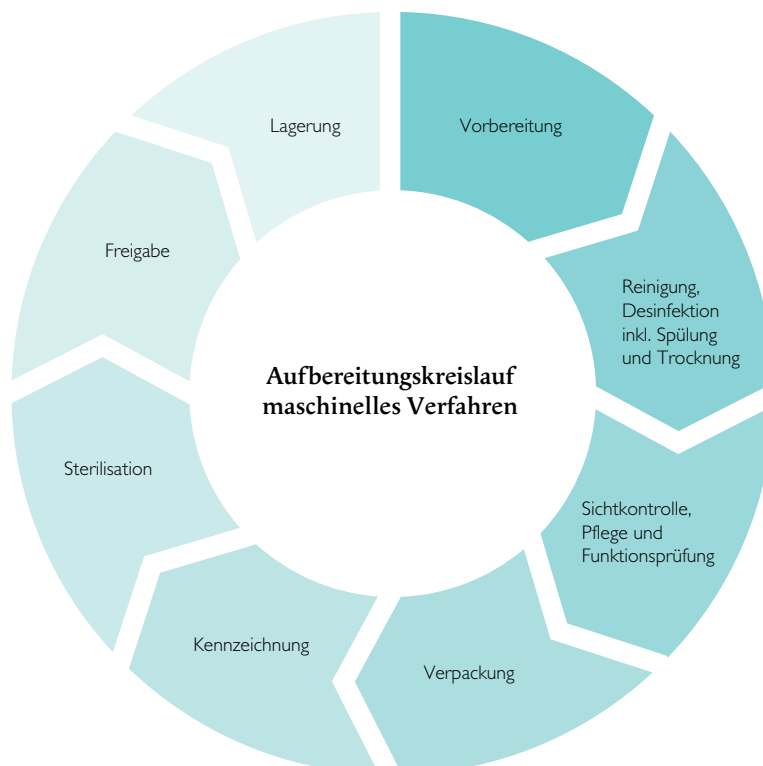 Aufbereitungskreislauf
maschinelles Verfahren
Vorbereitung
Reinigung,
Desinfektion
inkl. Spülung
und Trocknung
Sichtkontrolle,
Pflege und
Funktionsprüfung
Verpackung
Kennzeichnung
Sterilisation
Freigabe
Lagerung